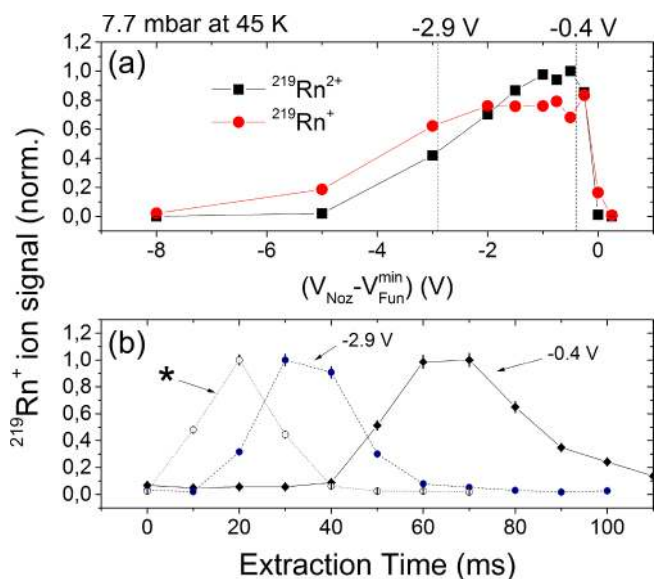 7.7 mbar at 45 K -2.9 V -0.4 V
(a)
²¹⁹Rn²⁺
²¹⁹Rn⁺
1,2
1,0
0,8
0,6
0,4
0,2
0,0
-8 -6 -4 -2 0
(V_Noz-V_Fun^min) (V)
²¹⁹Rn⁺ ion signal (norm.)
(b)
*
-2.9 V
-0.4 V
1,2
1,0
0,8
0,6
0,4
0,2
0,0
0 20 40 60 80 100
Extraction Time (ms)